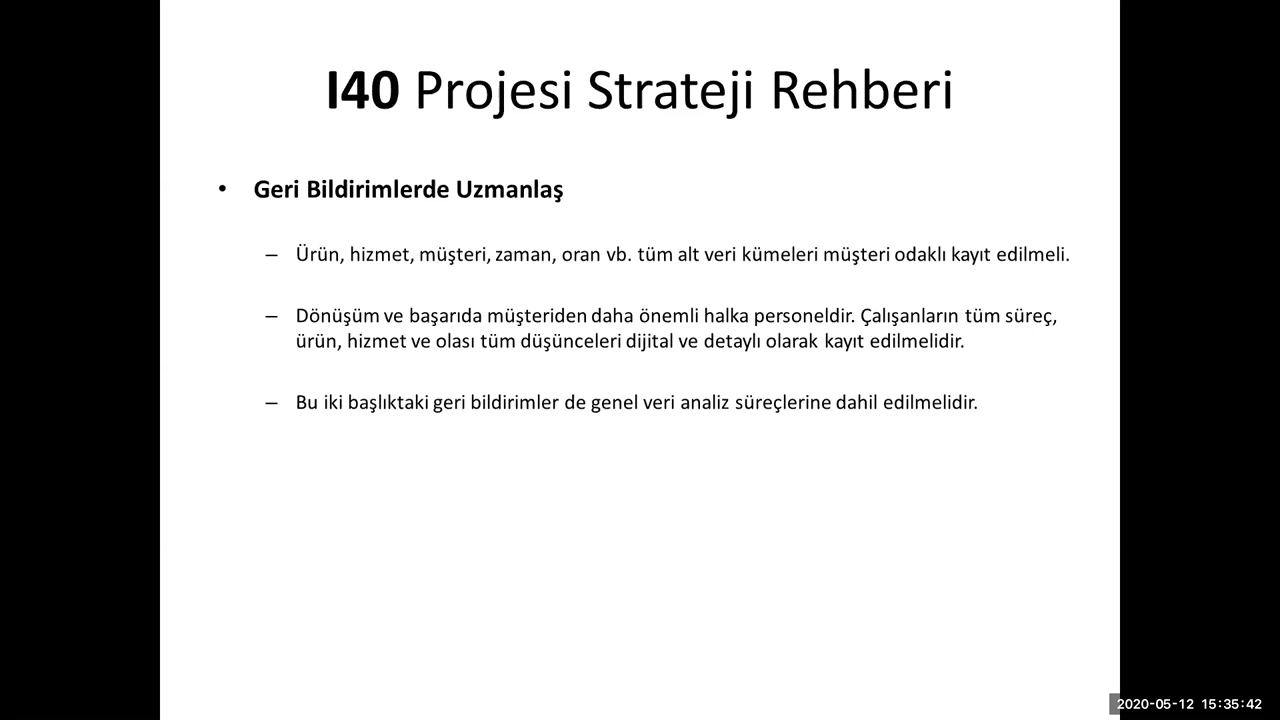 I40 Projesi Strateji Rehberi
• Geri Bildirimlerde Uzmanlaş
– Ürün, hizmet, müşteri, zaman, oran vb. tüm alt veri kümeleri müşteri odaklı kayıt edilmeli.
– Dönüşüm ve başarıda müşteriden daha önemli halka personeldir. Çalışanların tüm süreç,
ürün, hizmet ve olası tüm düşünceleri dijital ve detaylı olarak kayıt edilmelidir.
– Bu iki başlıktaki geri bildirimler de genel veri analiz süreçlerine dahil edilmelidir.
2020-05-12 15:35:42